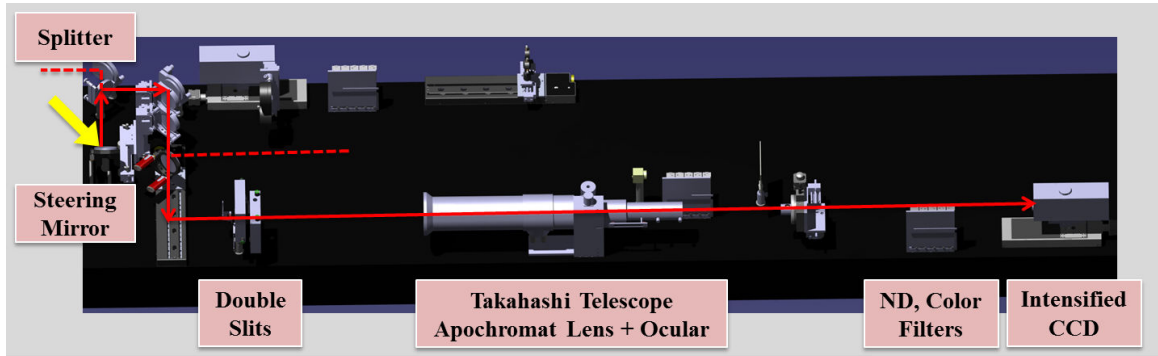 Splitter
Steering
Mirror
Double
Slits
Takahashi Telescope
Apochromat Lens + Ocular
ND, Color
Filters
Intensified
CCD